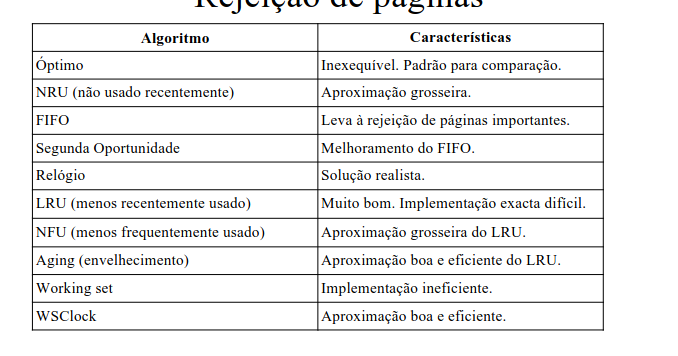 Rejeição de páginas
Algoritmo Características
Óptimo Inexequível. Padrão para comparação.
NRU (não usado recentemente) Aproximação grosseira.
FIFO Leva à rejeição de páginas importantes.
Segunda Oportunidade Melhoramento do FIFO.
Relógio Solução realista.
LRU (menos recentemente usado) Muito bom. Implementação exacta difícil.
NFU (menos frequentemente usado) Aproximação grosseira do LRU.
Aging (envelhecimento) Aproximação boa e eficiente do LRU.
Working set Implementação ineficiente.
WSClock Aproximação boa e eficiente.